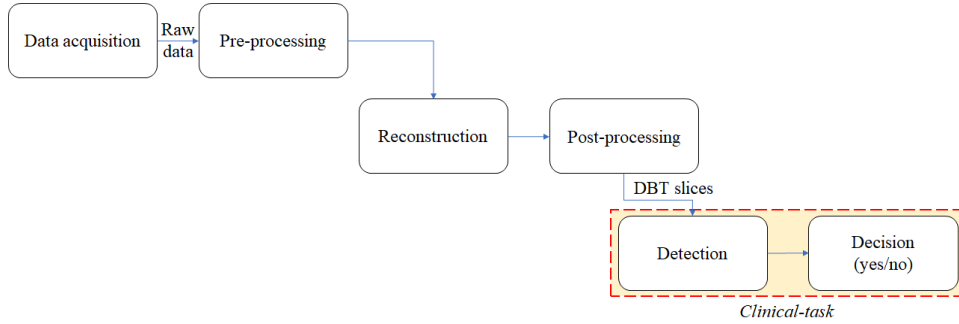 Data acquisition
Raw
data
Pre-processing
Reconstruction
Post-processing
DBT slices
Detection
Decision
(yes/no)
Clinical-task